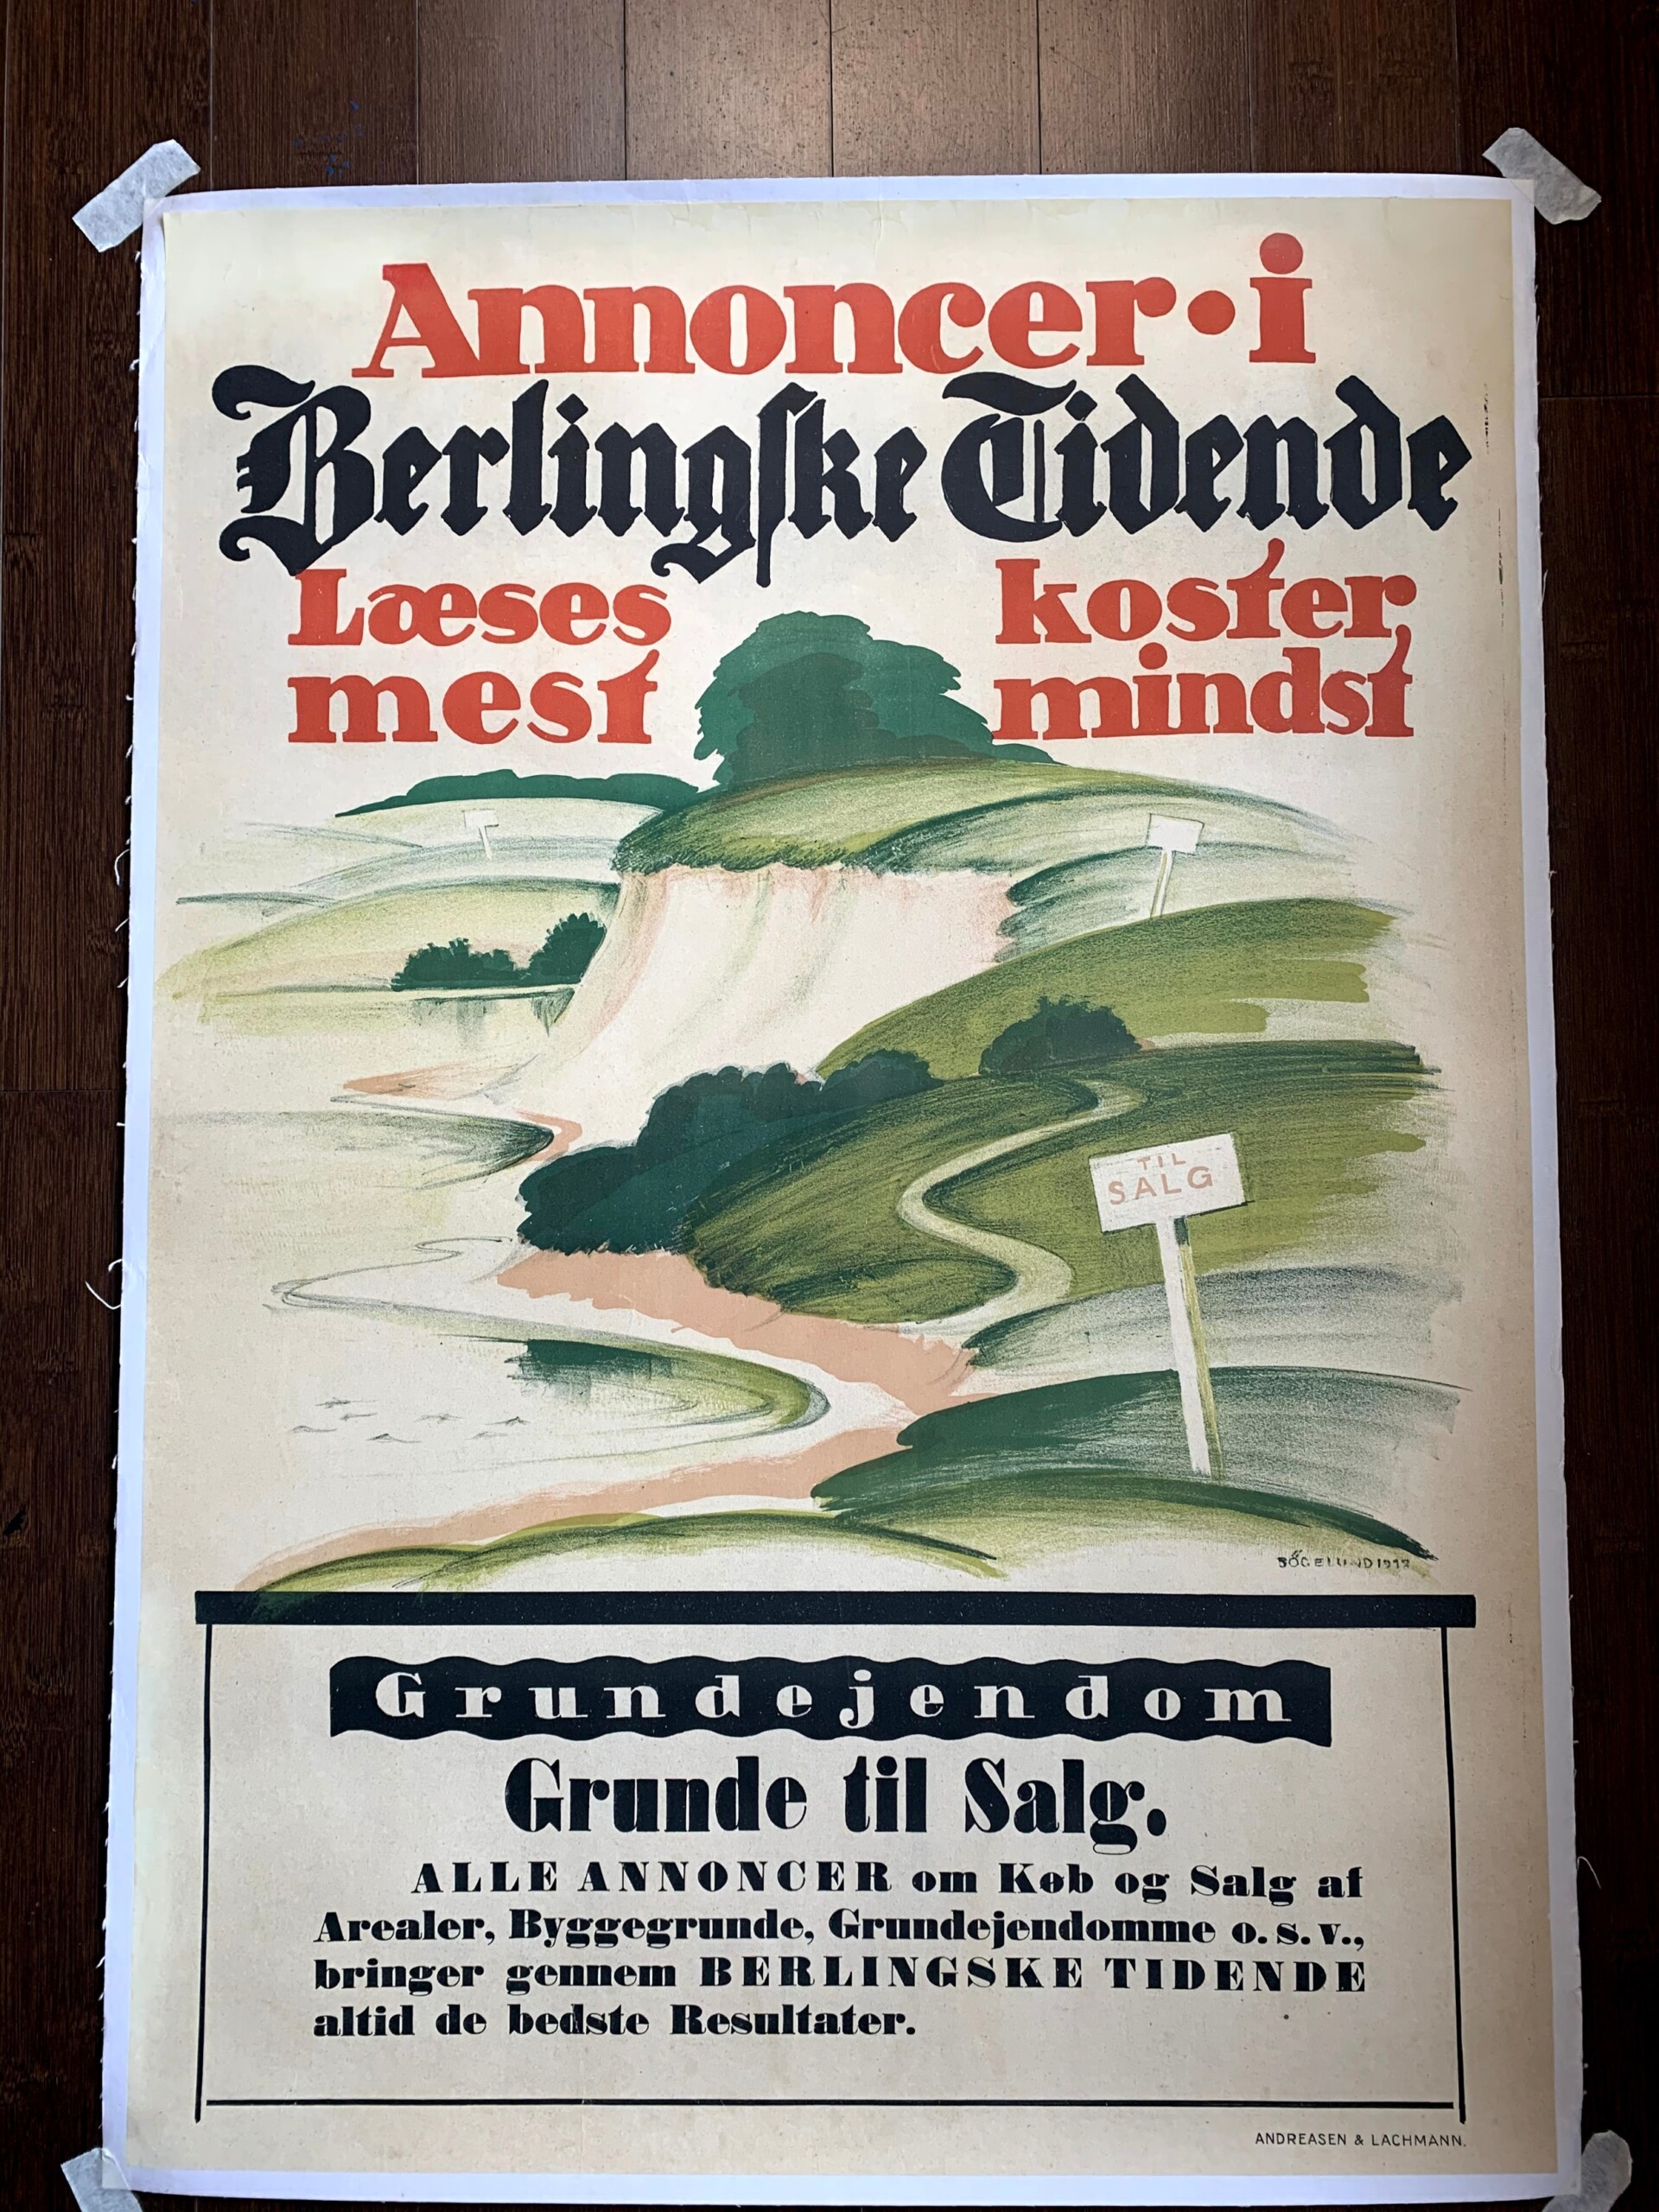 Annoncer·i
Berlingske Tidende
Læses koster
mest mindst
TIL
SALG
BÖGELUND
Grundejendom
Grunde til Salg.
ALLE ANNONCER om Køb og Salg af
Arealer, Byggegrunde, Grundejendomme o.s.v.,
bringer gennem BERLINGSKE TIDENDE
altid de bedste Resultater.
ANDREASEN & LACHMANN.